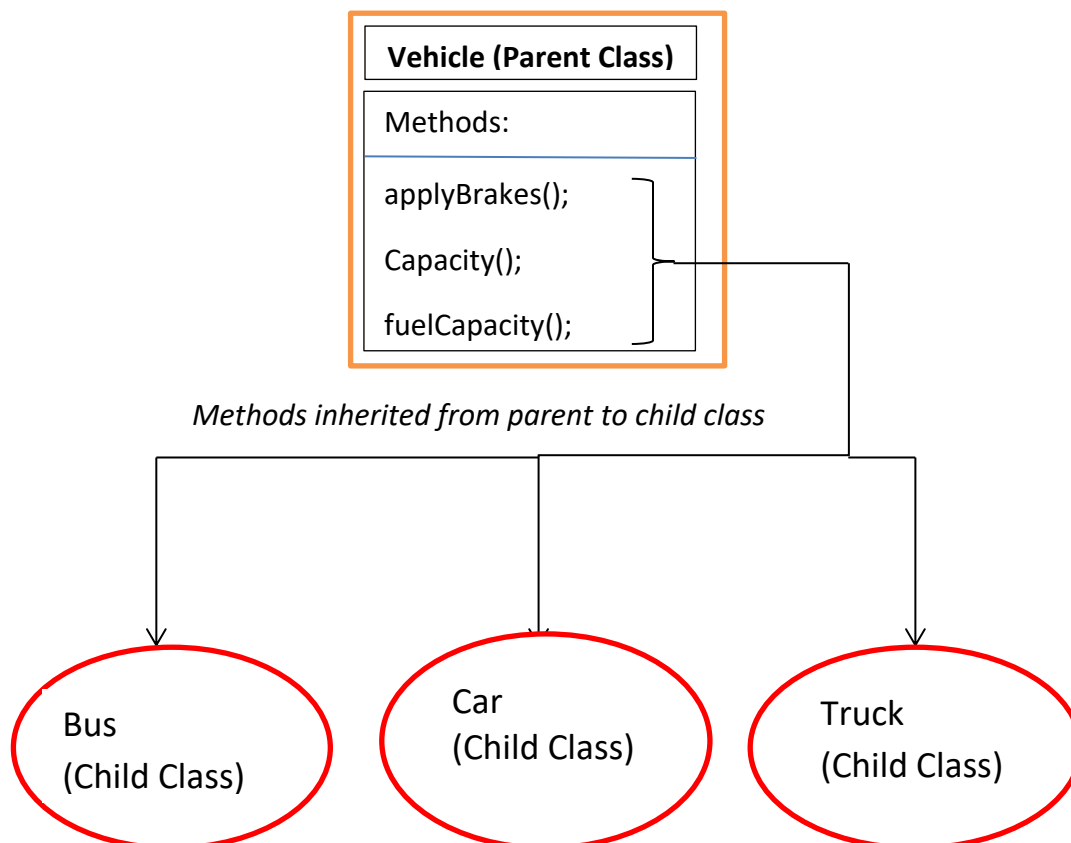 Vehicle (Parent Class)
Methods:
applyBrakes();
Capacity();
fuelCapacity();
Methods inherited from parent to child class
Bus
(Child Class)
Car
(Child Class)
Truck
(Child Class)